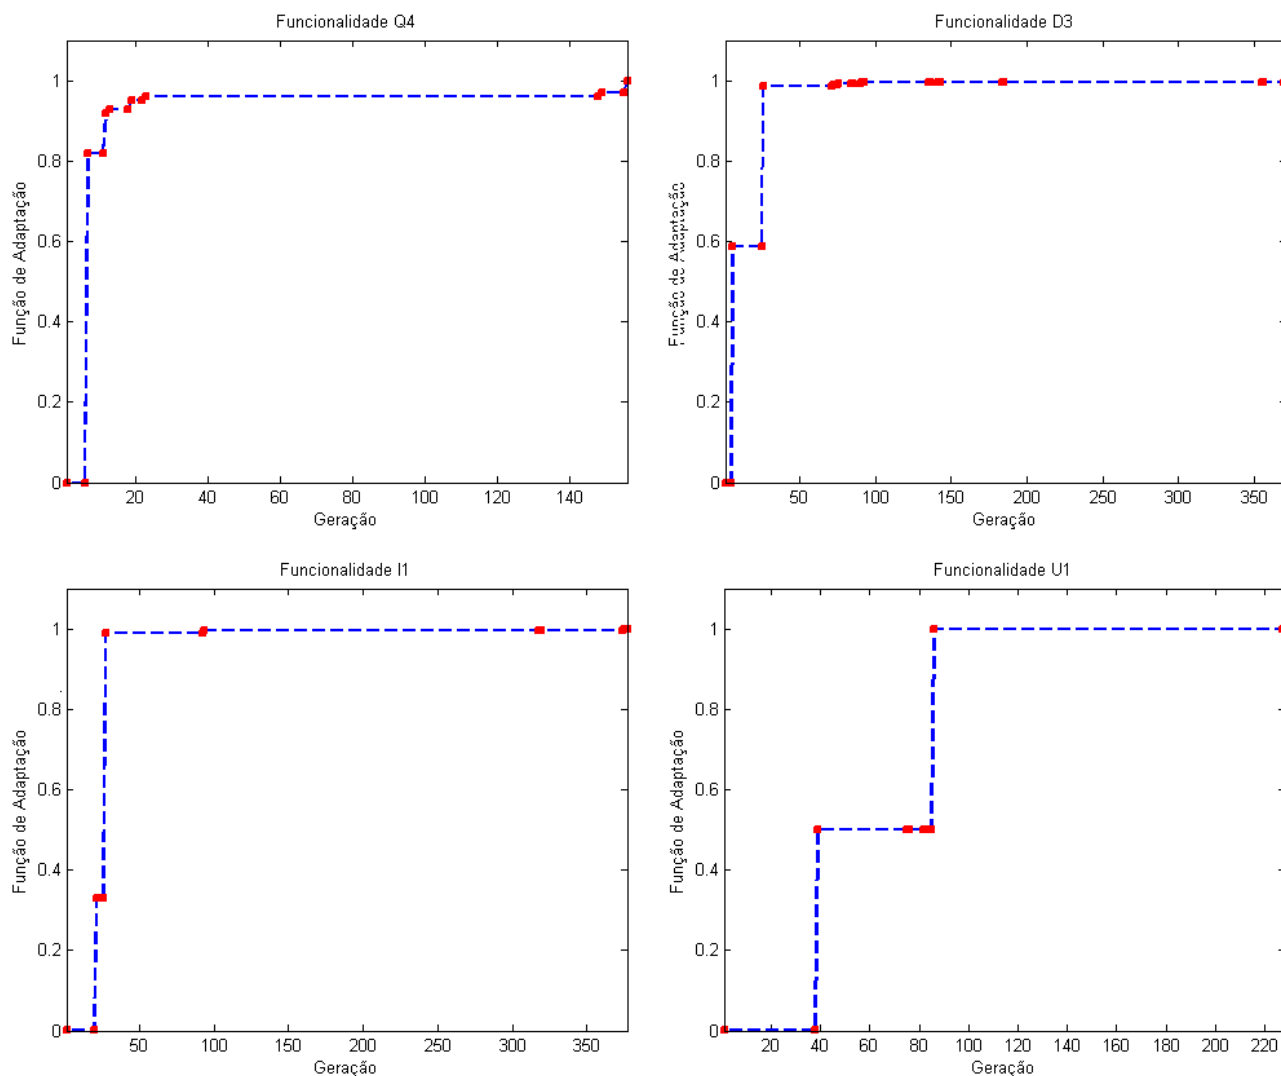 Funcionalidade Q4
Função de Adaptação
1
0.8
0.6
0.4
0.2
0
20 40 60 80 100 120 140
Geração
Funcionalidade D3
Função de Adaptação
1
0.8
0.6
0.4
0.2
0
50 100 150 200 250 300 350
Geração
Funcionalidade I1
Função de Adaptação
1
0.8
0.6
0.4
0.2
0
50 100 150 200 250 300 350
Geração
Funcionalidade U1
Função de Adaptação
1
0.8
0.6
0.4
0.2
0
20 40 60 80 100 120 140 160 180 200 220
Geração